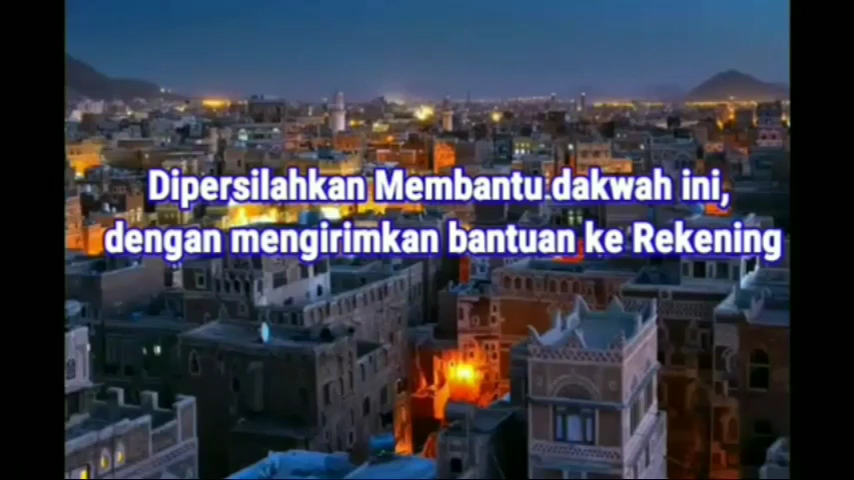 Dipersilahkan Membantu dakwah ini,
dengan mengirimkan bantuan ke Rekening